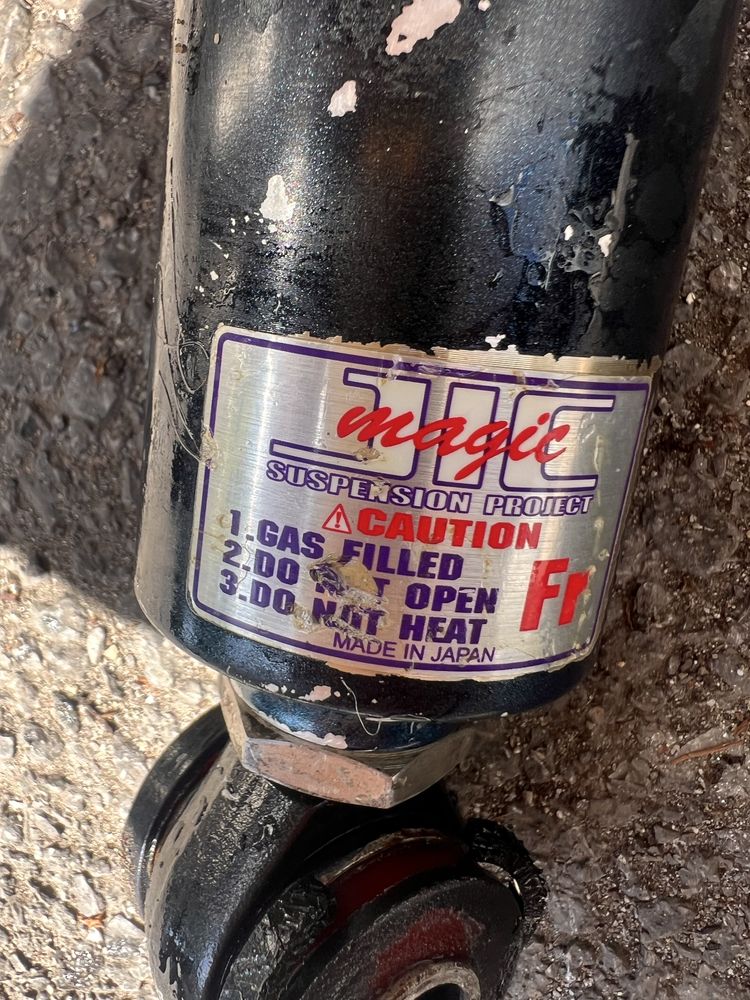 JIC
magic
SUSPENSION PROJECT
⚠CAUTION
1.GAS FILLED
2.DO NOT OPEN
3.DO NOT HEAT
Fr
MADE IN JAPAN